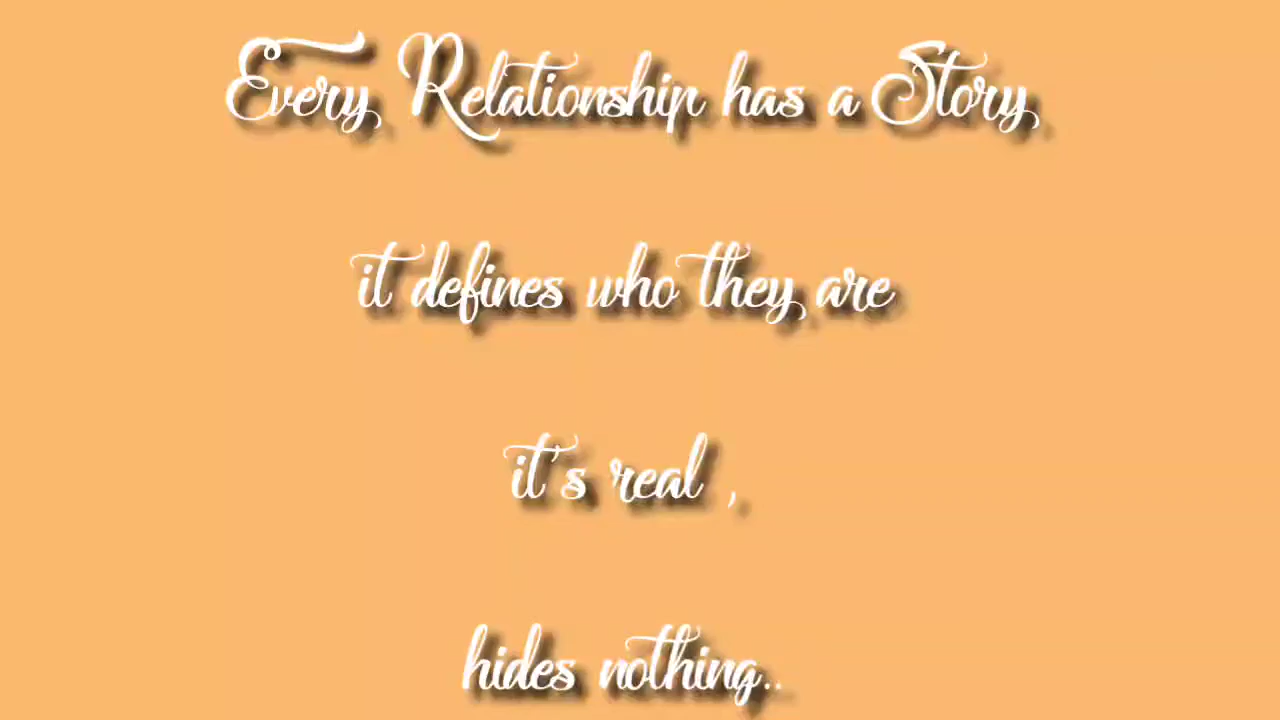 Every Relationship has a Story
it defines who they are
it's real ,
hides nothing..